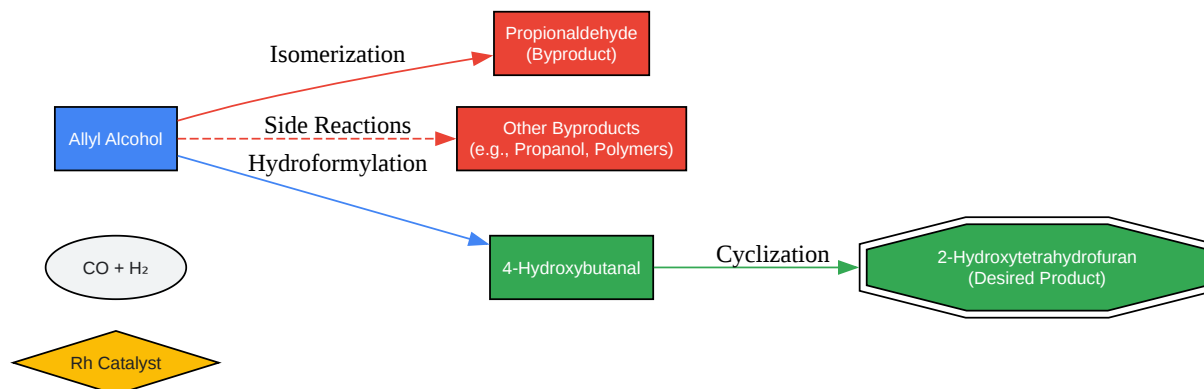 Propionaldehyde
(Byproduct)
Isomerization
Allyl Alcohol
Side Reactions
Other Byproducts
(e.g., Propanol, Polymers)
Hydroformylation
CO + H₂
4-Hydroxybutanal
Cyclization
2-Hydroxytetrahydrofuran
(Desired Product)
Rh Catalyst